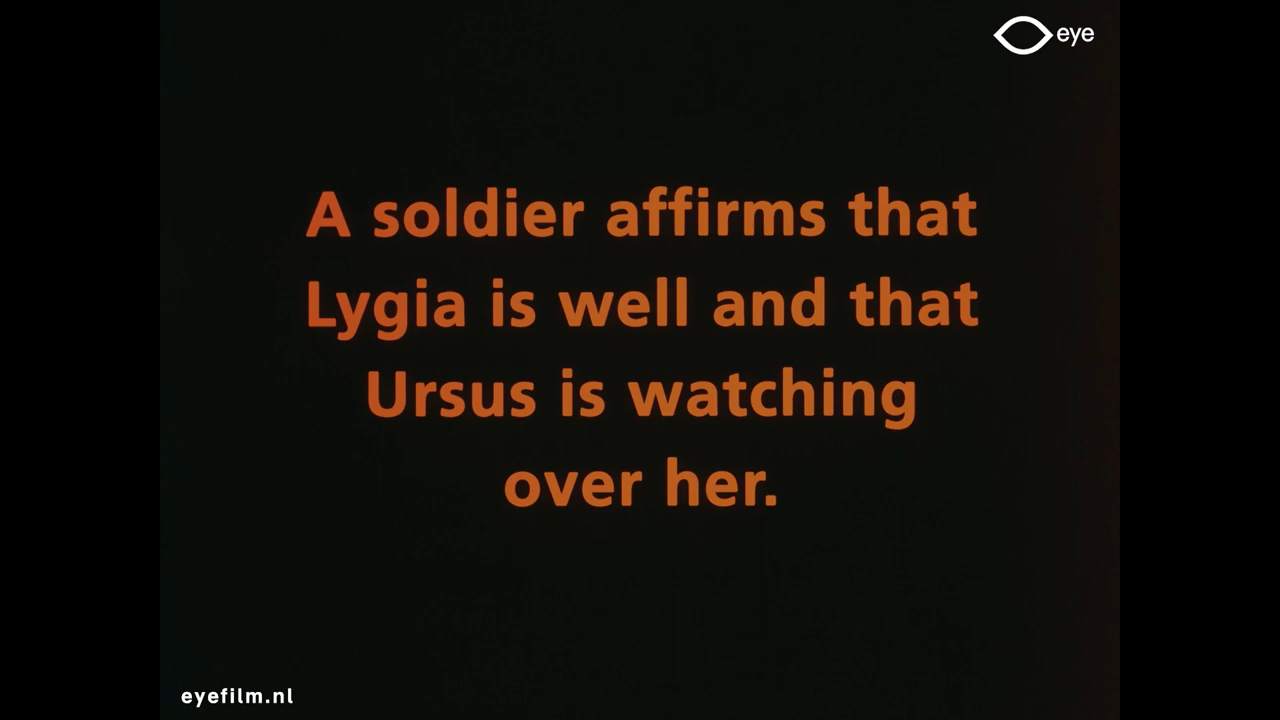 eye
A soldier affirms that
Lygia is well and that
Ursus is watching
over her.
eyefilm.nl